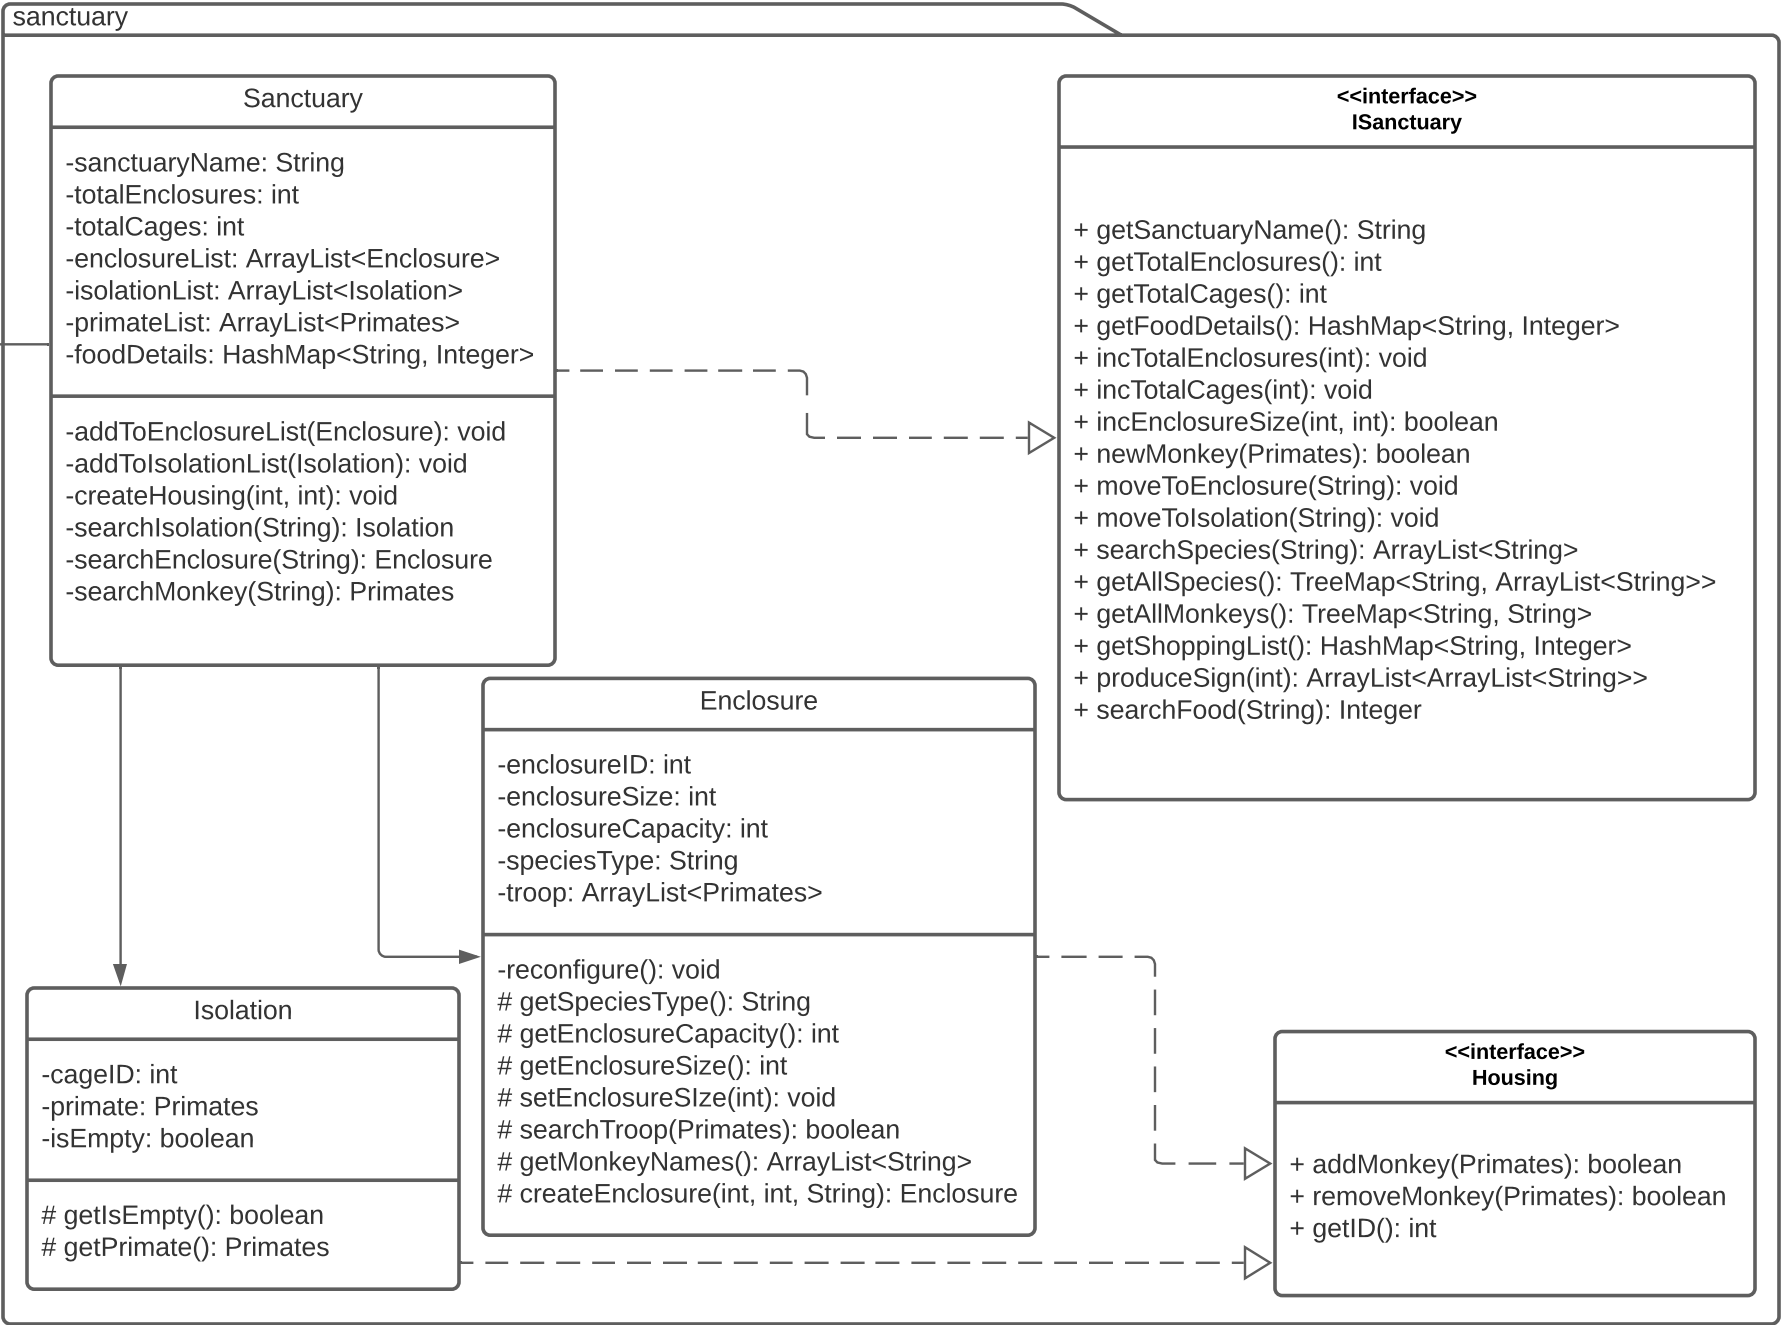 sanctuary
Sanctuary
-sanctuaryName: String
-totalEnclosures: int
-totalCages: int
-enclosureList: ArrayList<Enclosure>
-isolationList: ArrayList<Isolation>
-primateList: ArrayList<Primates>
-foodDetails: HashMap<String, Integer>
-addToEnclosureList(Enclosure): void
-addToIsolationList(Isolation): void
-createHousing(int, int): void
-searchIsolation(String): Isolation
-searchEnclosure(String): Enclosure
-searchMonkey(String): Primates
<<interface>>
ISanctuary
+ getSanctuaryName(): String
+ getTotalEnclosures(): int
+ getTotalCages(): int
+ getFoodDetails(): HashMap<String, Integer>
+ incTotalEnclosures(int): void
+ incTotalCages(int): void
+ incEnclosureSize(int, int): boolean
+ newMonkey(Primates): boolean
+ moveToEnclosure(String): void
+ moveToIsolation(String): void
+ searchSpecies(String): ArrayList<String>
+ getAllSpecies(): TreeMap<String, ArrayList<String>>
+ getAllMonkeys(): TreeMap<String, String>
+ getShoppingList(): HashMap<String, Integer>
+ produceSign(int): ArrayList<ArrayList<String>>
+ searchFood(String): Integer
Enclosure
-enclosureID: int
-enclosureSize: int
-enclosureCapacity: int
-speciesType: String
-troop: ArrayList<Primates>
-reconfigure(): void
# getSpeciesType(): String
# getEnclosureCapacity(): int
# getEnclosureSize(): int
# setEnclosureSIze(int): void
# searchTroop(Primates): boolean
# getMonkeyNames(): ArrayList<String>
# createEnclosure(int, int, String): Enclosure
Isolation
-cageID: int
-primate: Primates
-isEmpty: boolean
# getIsEmpty(): boolean
# getPrimate(): Primates
<<interface>>
Housing
+ addMonkey(Primates): boolean
+ removeMonkey(Primates): boolean
+ getID(): int